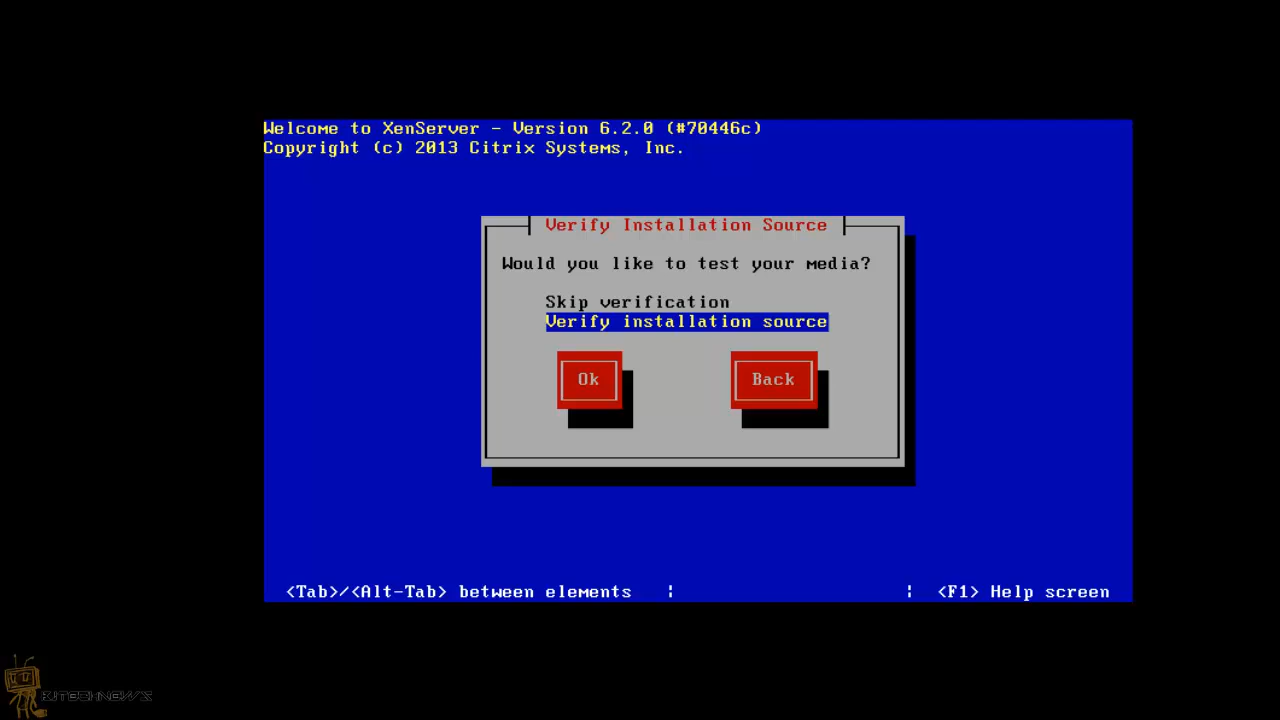 Welcome to XenServer - Version 6.2.0 (#70446c)
Copyright (c) 2013 Citrix Systems, Inc.
Verify Installation Source
Would you like to test your media?
Skip verification
Verify installation source
Ok Back
<Tab>/<Alt-Tab> between elements ¦ ¦ <F1> Help screen